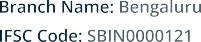 Branch Name: Bengaluru
IFSC Code: SBIN0000121